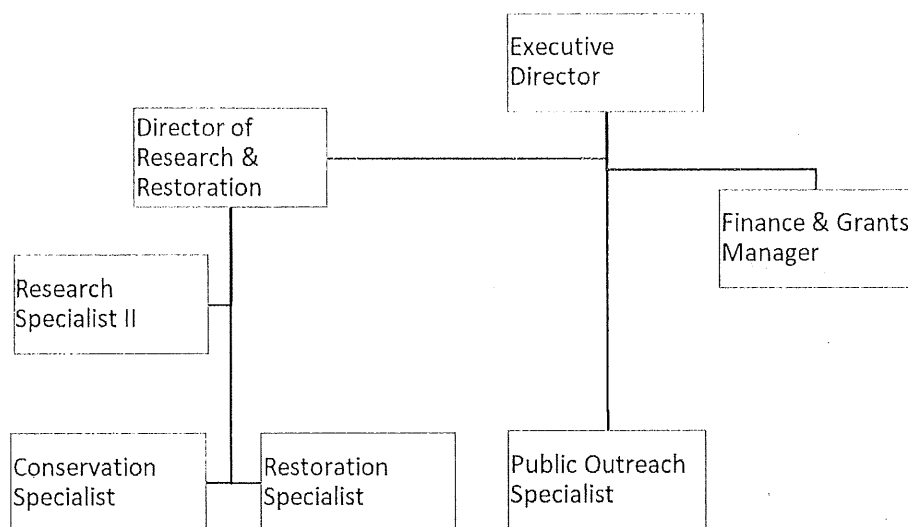 Executive
Director
Director of
Research &
Restoration
Finance & Grants
Manager
Research
Specialist II
Conservation
Specialist
Restoration
Specialist
Public Outreach
Specialist